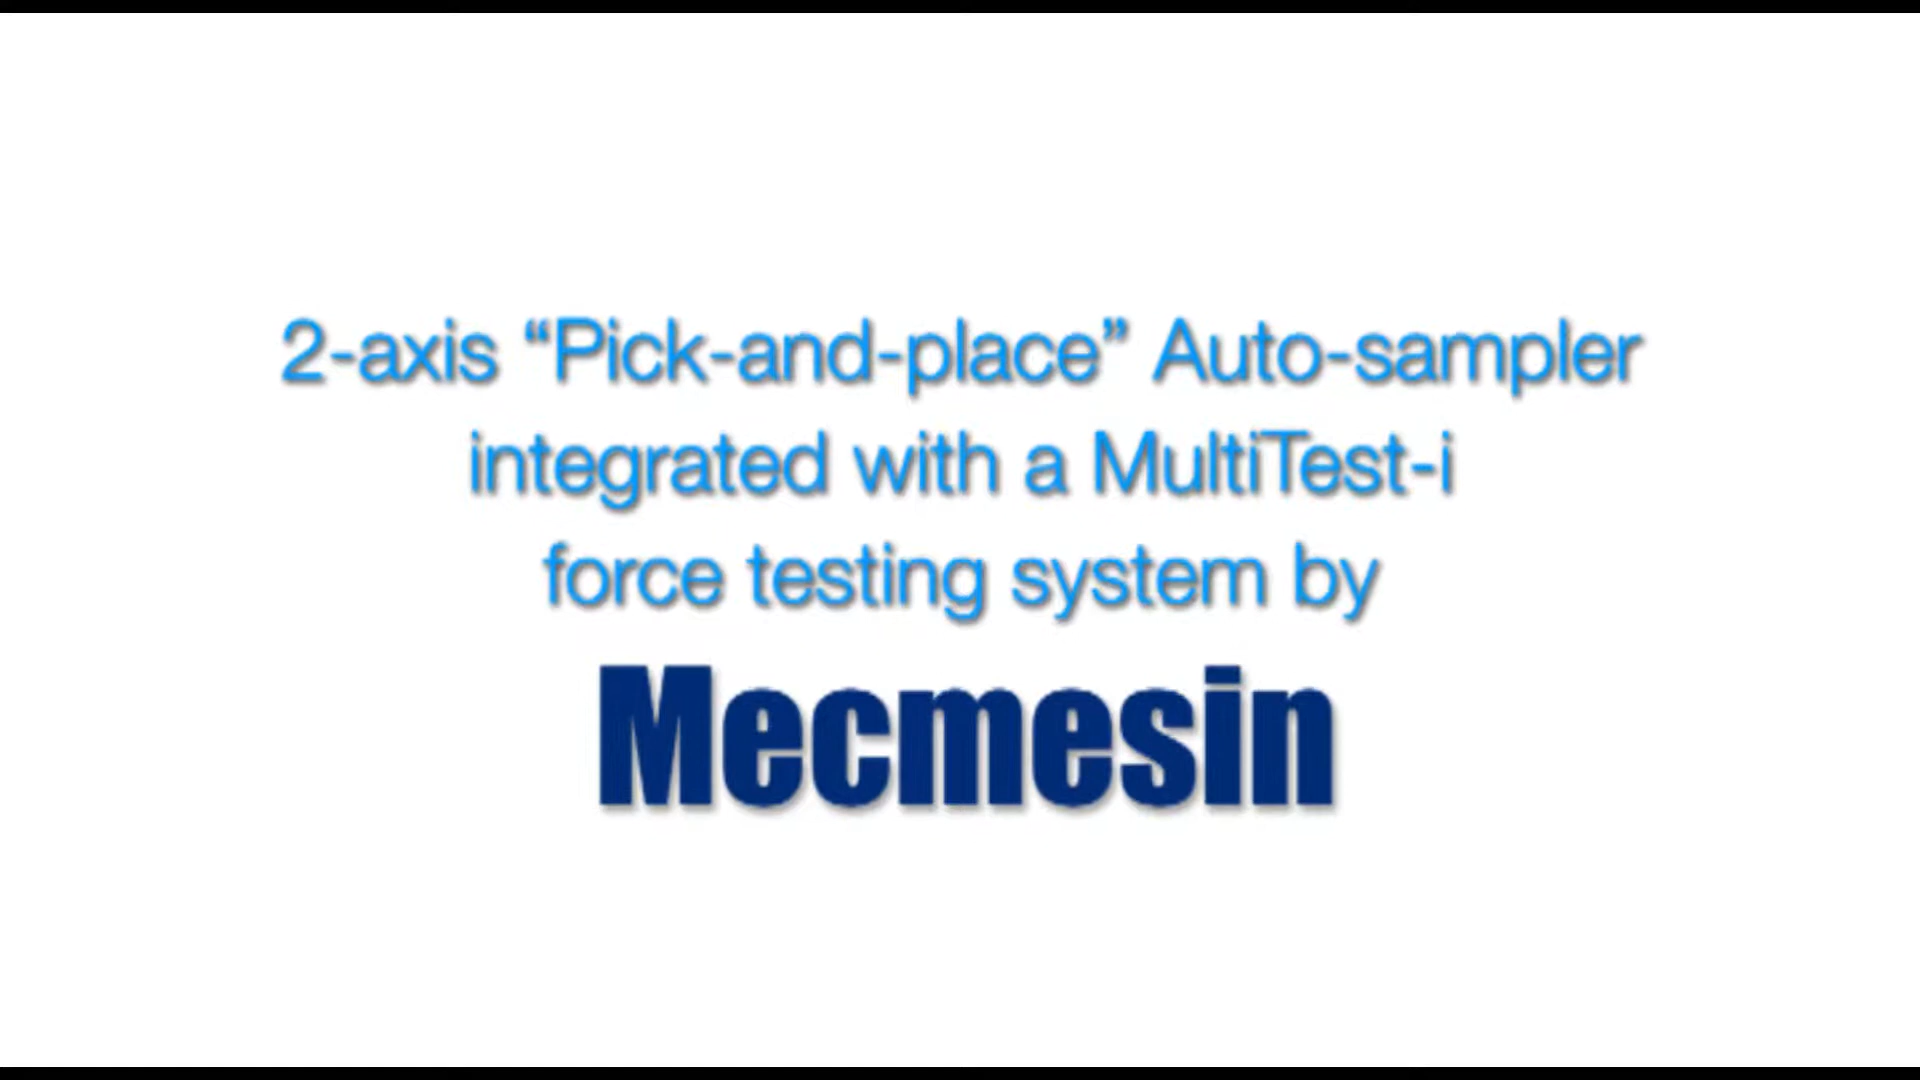 2-axis “Pick-and-place” Auto-sampler
integrated with a MultiTest-i
force testing system by
Mecmesin